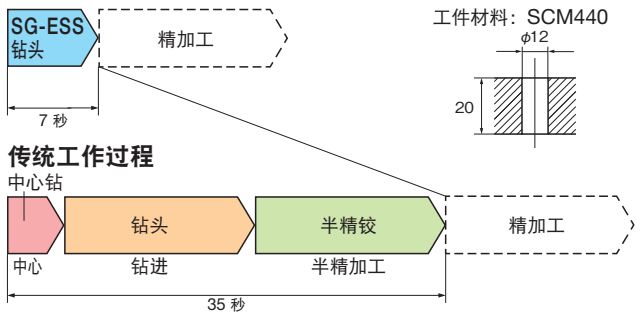 SG-ESS
钻头
精加工
7 秒
工件材料：SCM440
ϕ12
20
传统工作过程
中心钻
钻头
半精铰
精加工
中心
钻进
半精加工
35 秒